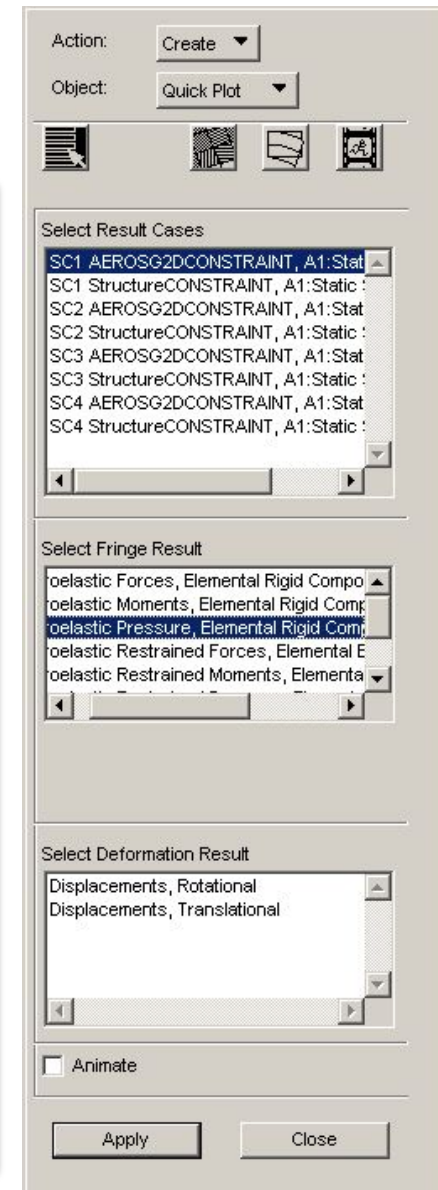 Action:
Create
Object:
Quick Plot
Select Result Cases
SC1 AEROSG2DCONSTRAINT, A1:Stat
SC1 StructureCONSTRAINT, A1:Static
SC2 AEROSG2DCONSTRAINT, A1:Stat
SC2 StructureCONSTRAINT, A1:Static
SC3 AEROSG2DCONSTRAINT, A1:Stat
SC3 StructureCONSTRAINT, A1:Static
SC4 AEROSG2DCONSTRAINT, A1:Stat
SC4 StructureCONSTRAINT, A1:Static
Select Fringe Result
roelastic Forces, Elemental Rigid Compo
roelastic Moments, Elemental Rigid Comp
oelastic Pressure, Elemental Rigid Com
roelastic Restrained Forces, Elemental E
roelastic Restrained Moments, Elementa
Select Deformation Result
Displacements, Rotational
Displacements, Translational
Animate
Apply
Close